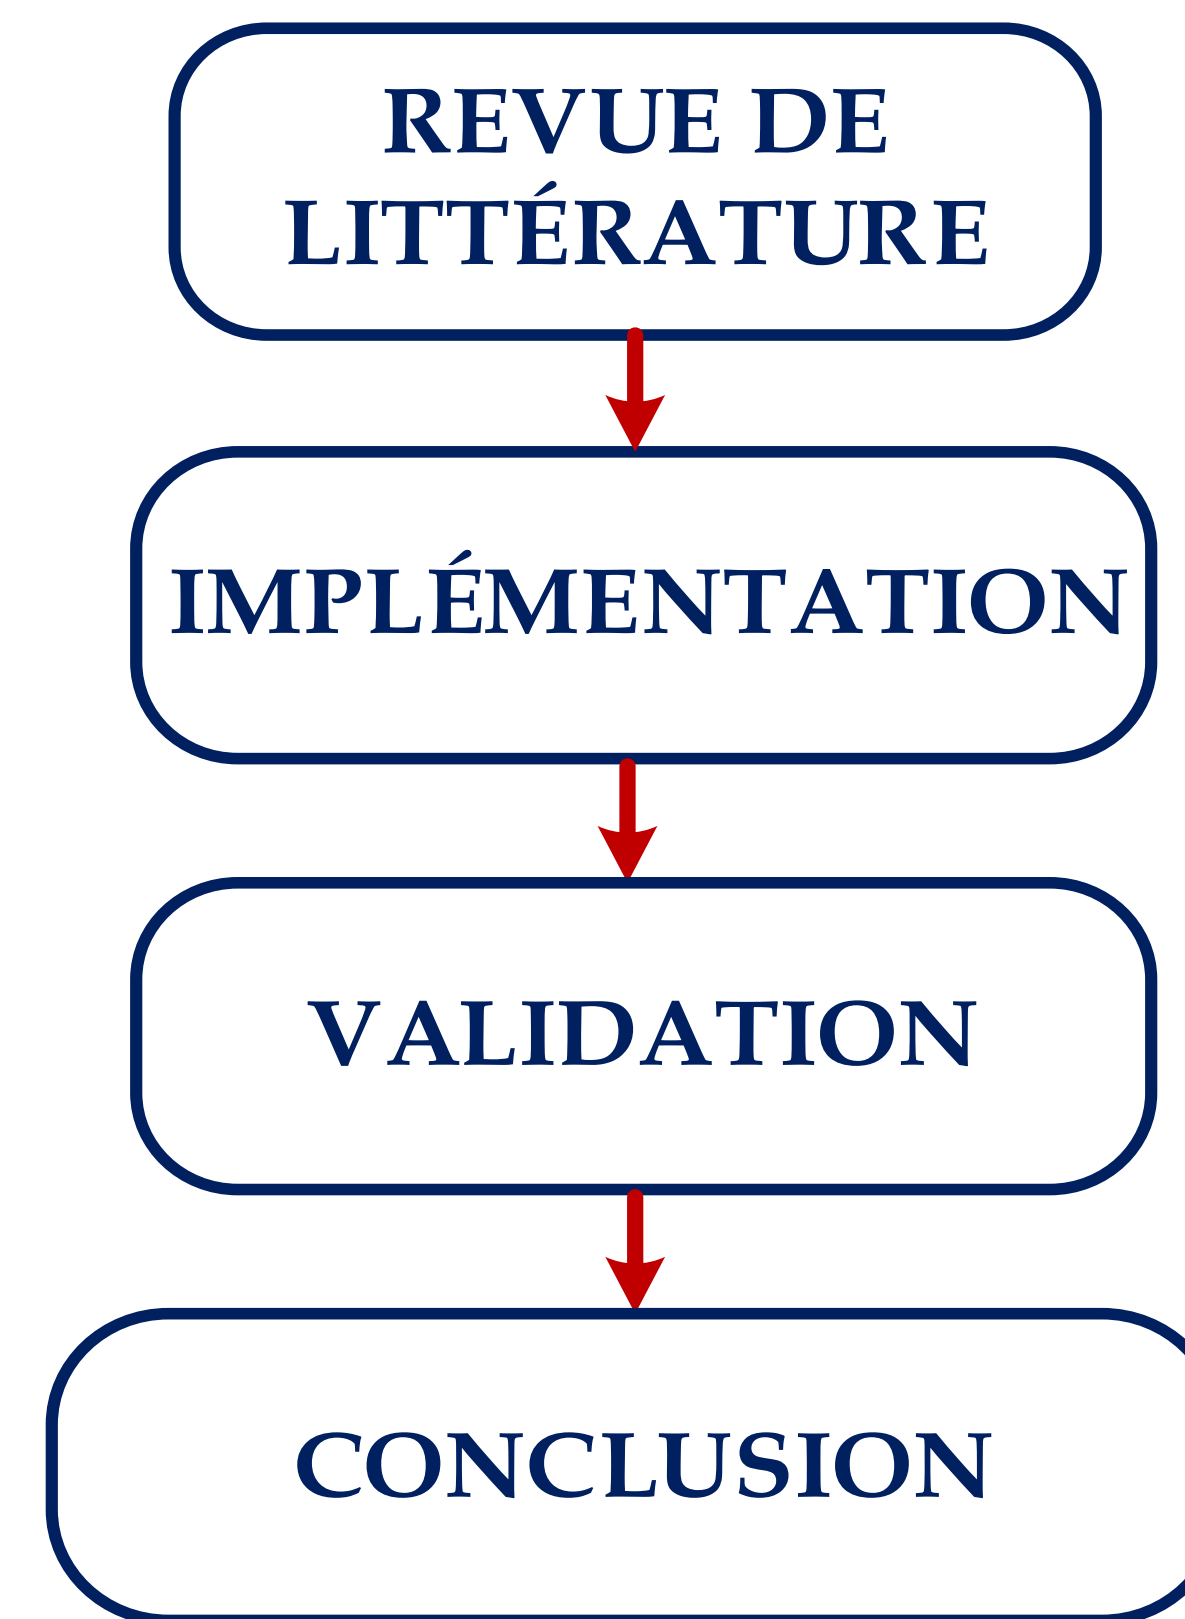 REVUE DE
LITTÉRATURE
IMPLÉMENTATION
VALIDATION
CONCLUSION